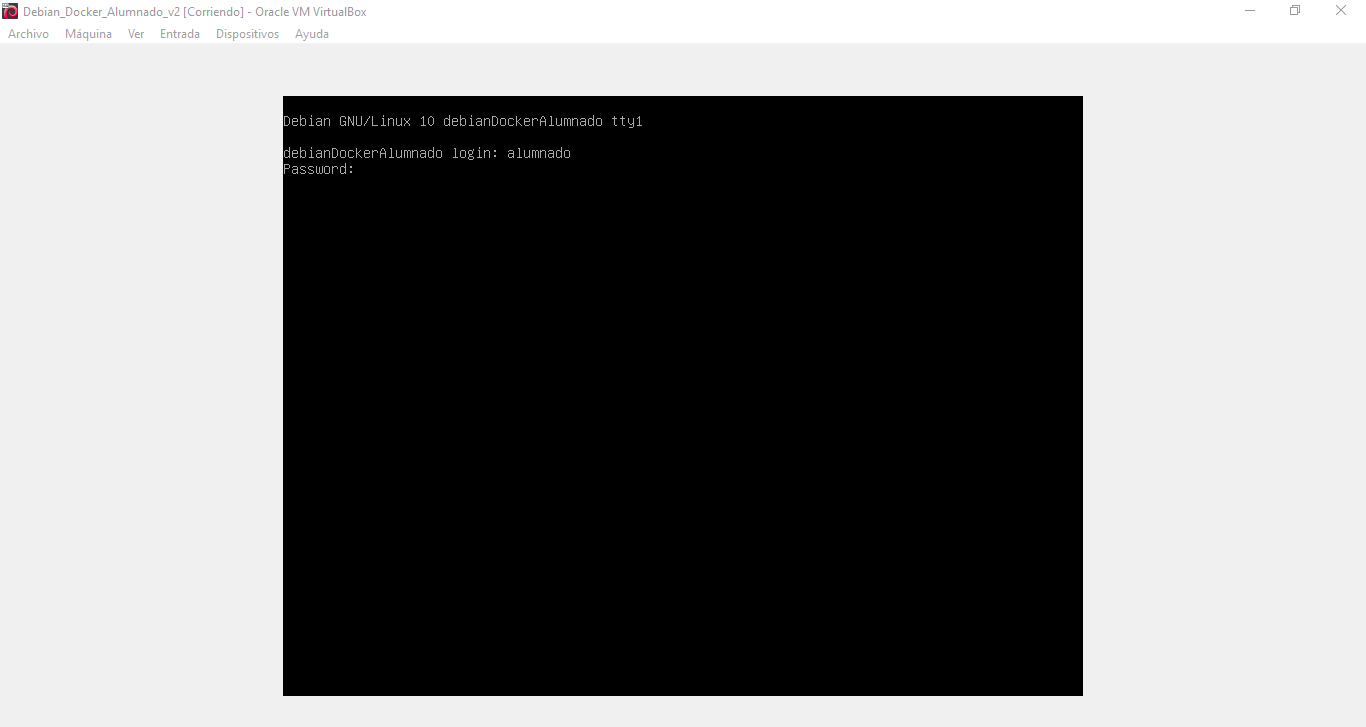 Debian_Docker_Alumnado_v2 [Corriendo] - Oracle VM VirtualBox
Archivo Máquina Ver Entrada Dispositivos Ayuda
Debian GNU/Linux 10 debianDockerAlumnado tty1
debianDockerAlumnado login: alumnado
Password: